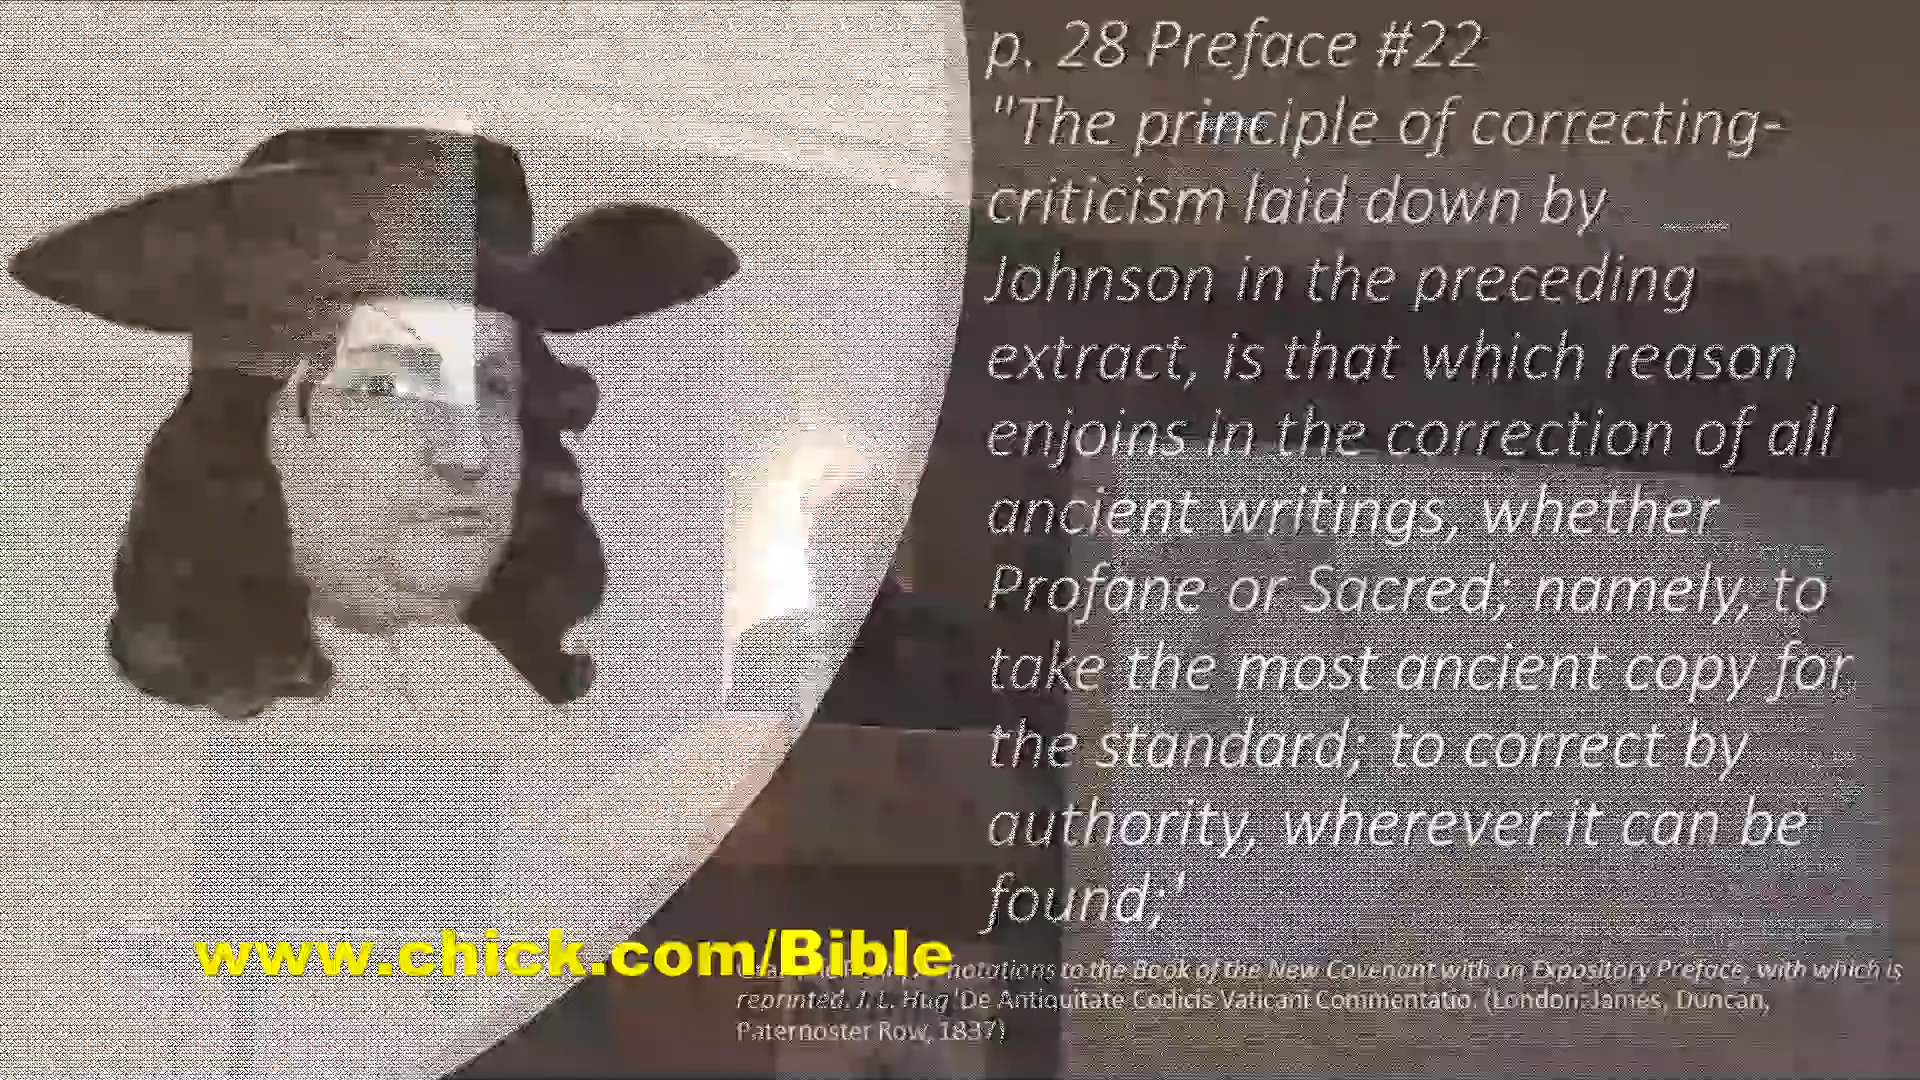 p. 28 Preface #22
"The principle of correcting-
criticism laid down by
Johnson in the preceding
extract, is that which reason
enjoins in the correction of all
ancient writings, whether
Profane or Sacred; namely, to
take the most ancient copy for
the standard; to correct by
authority, wherever it can be
found;'
www.chick.com/Bible
notations to the Book of the New Covenant with an Expository Preface, with which is
reprinted. J. L. Hug 'De Antiquitate Codicis Vaticani Commentatio. (London: James, Duncan,
Paternoster Row, 1837)